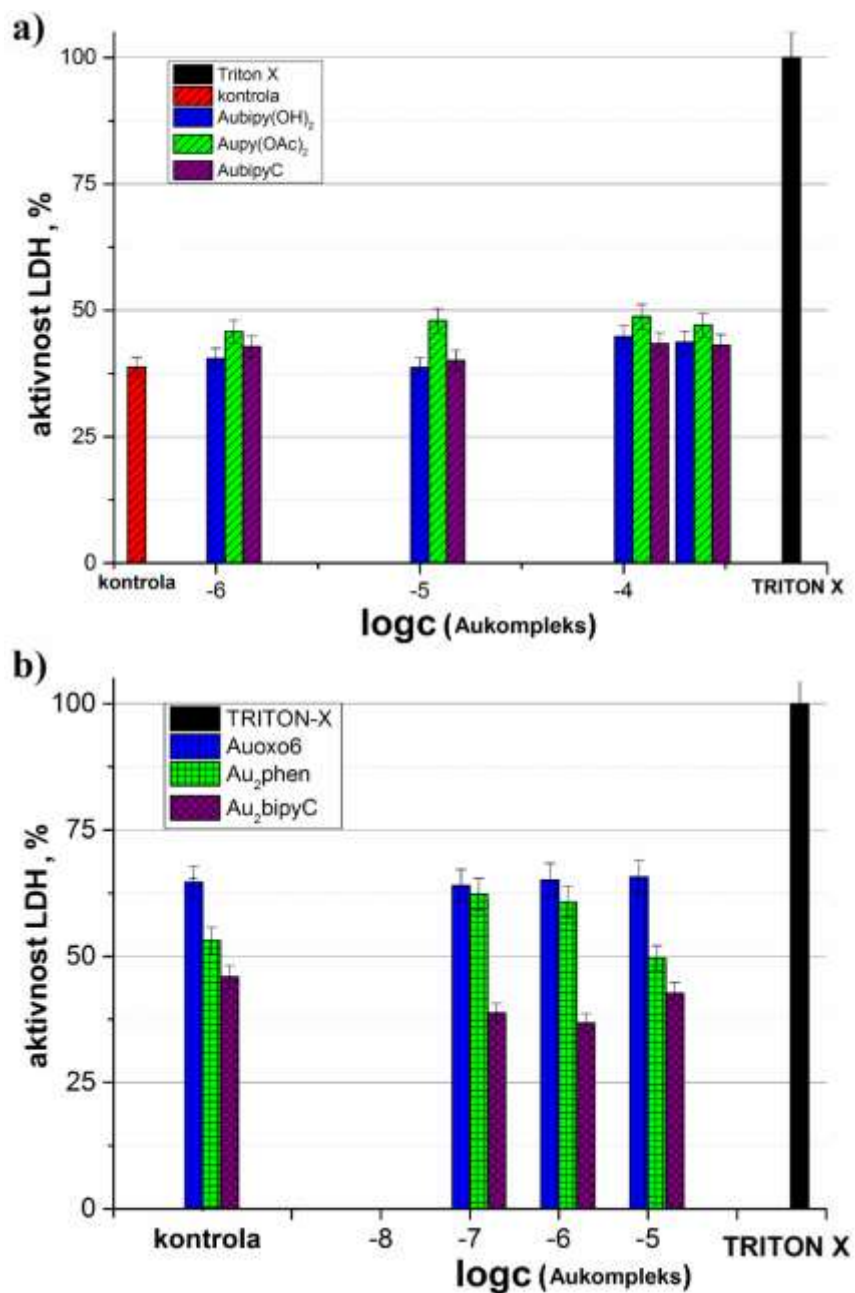 a)
100
75
50
25
0
aktivnost LDH, %
Triton X
kontrola
Aubipy(OH)₂
Aupy(OAc)₂
AubipyC
kontrola
-6
-5
-4
TRITON X
logc (Aukompleks)
b)
100
75
50
25
0
aktivnost LDH, %
TRITON-X
Auoxo6
Au₂phen
Au₂bipyC
kontrola
-8
-7
-6
-5
TRITON X
logc (Aukompleks)